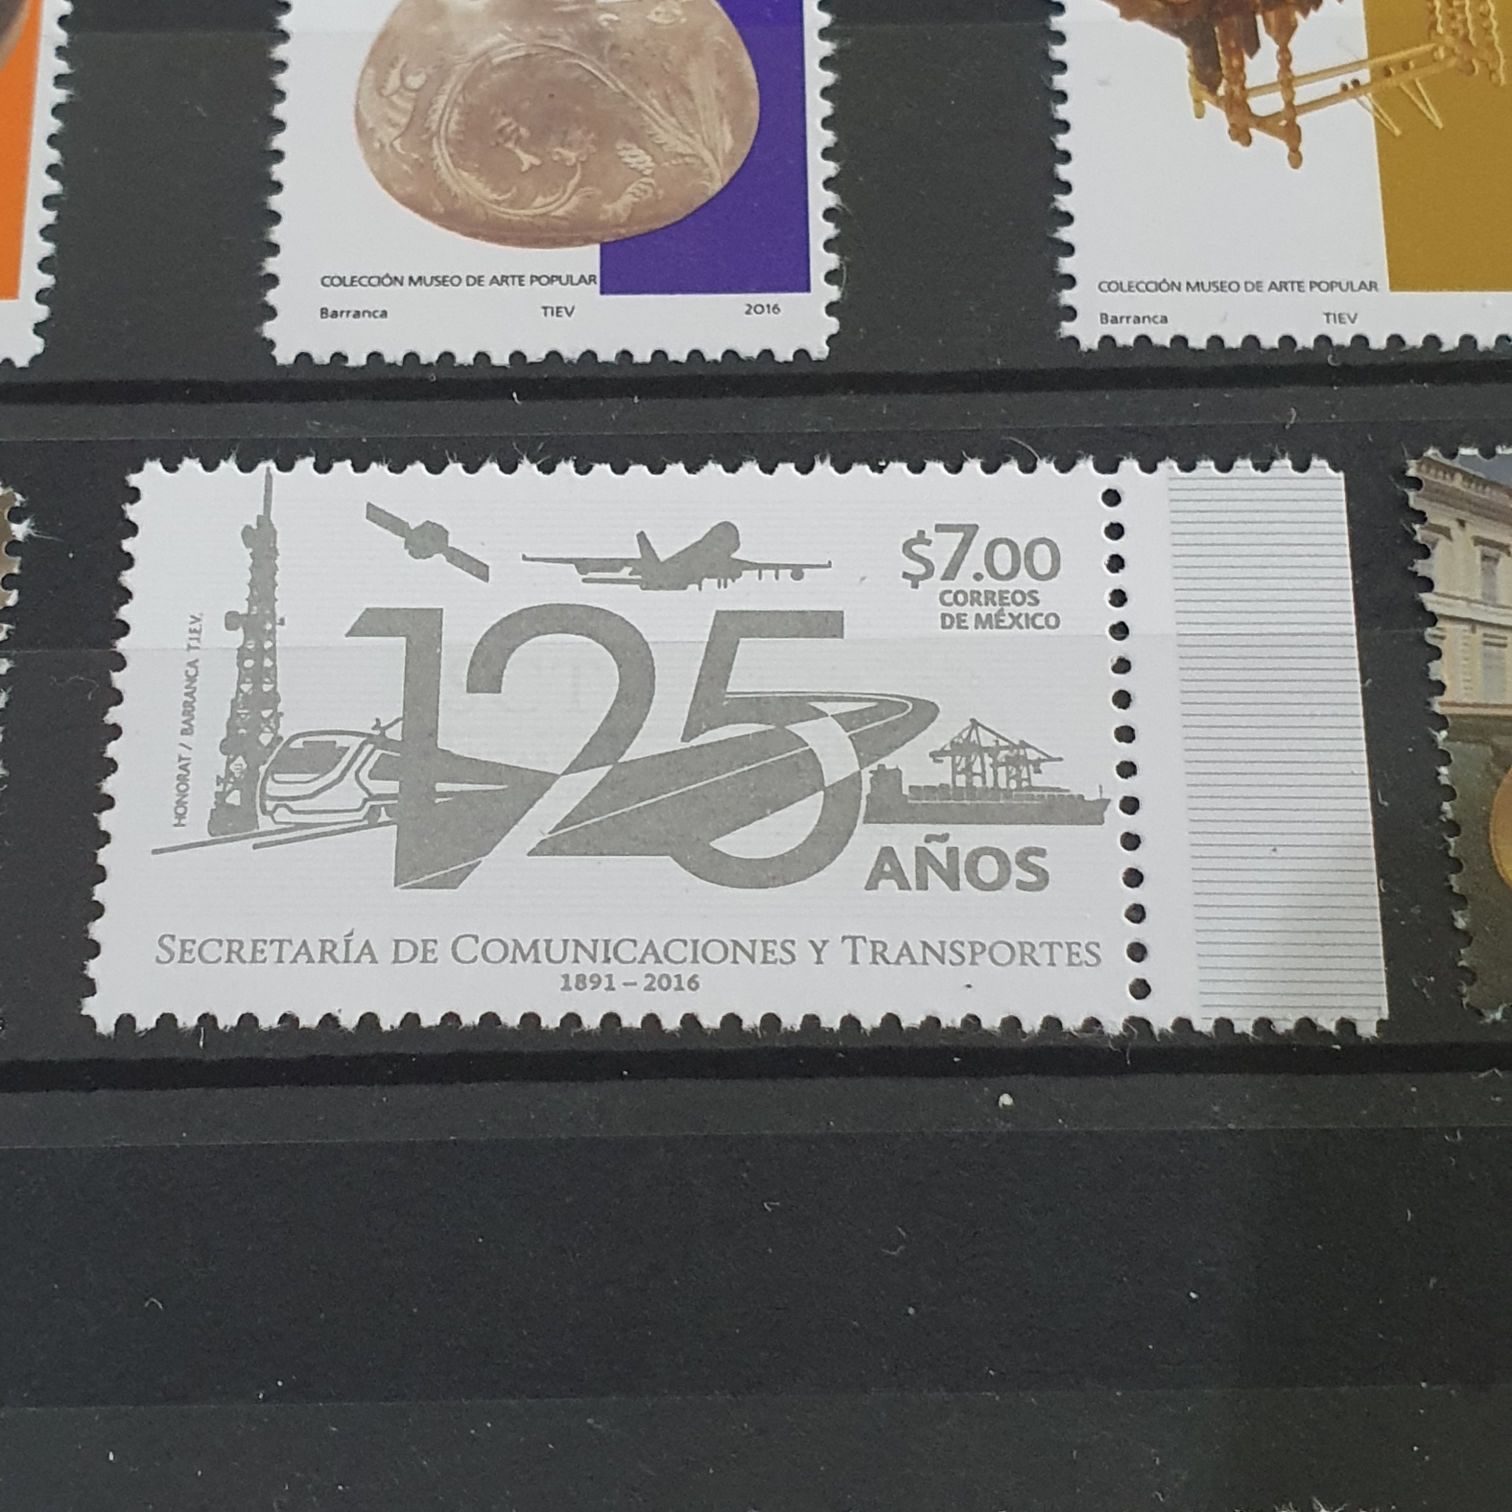 COLECCIÓN MUSEO DE ARTE POPULAR
Barranca TIEV 2016
COLECCIÓN MUSEO DE ARTE POPULAR
Barranca TIEV
$7.00
CORREOS
DE MÉXICO
HONORAT / BARRANCA T.I.E.V.
125
AÑOS
SECRETARÍA DE COMUNICACIONES Y TRANSPORTES
1891–2016